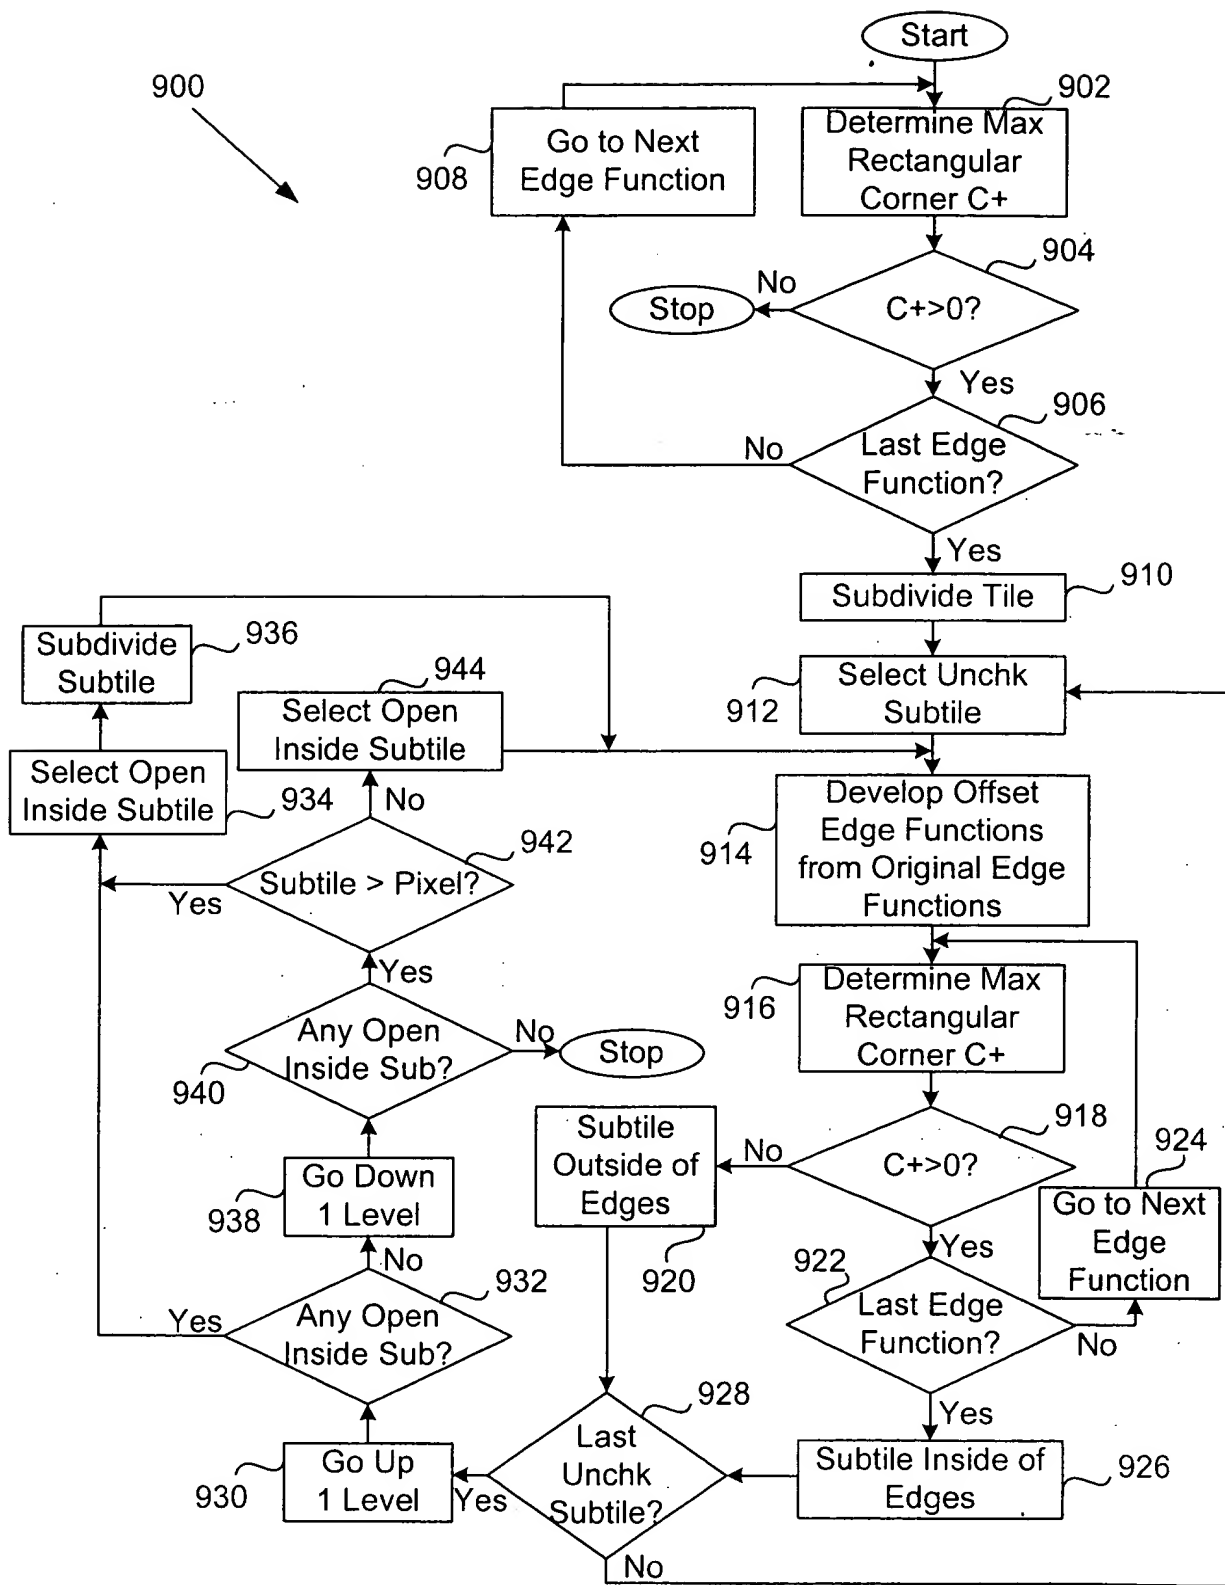 Start
900
902
Determine Max
Rectangular
Corner C+
Go to Next
Edge Function
908
904
C+>0?
No
Stop
Yes
906
Last Edge
Function?
No
Yes
910
Subdivide Tile
Subdivide
Subtile
936
944
Select Open
Inside Subtile
Select Unchk
Subtile
912
Select Open
Inside Subtile
934
No
Develop Offset
Edge Functions
from Original Edge
Functions
914
942
Subtile > Pixel?
Yes
Yes
Determine Max
Rectangular
Corner C+
916
Any Open
Inside Sub?
No
Stop
940
Subtile
Outside of
Edges
No
918
C+>0?
924
Go to Next
Edge
Function
Go Down
1 Level
938
No
920
Yes
922
Last Edge
Function?
No
932
Any Open
Inside Sub?
Yes
928
Last
Unchk
Subtile?
Yes
Subtile Inside of
Edges
926
Go Up
1 Level
930
Yes
No